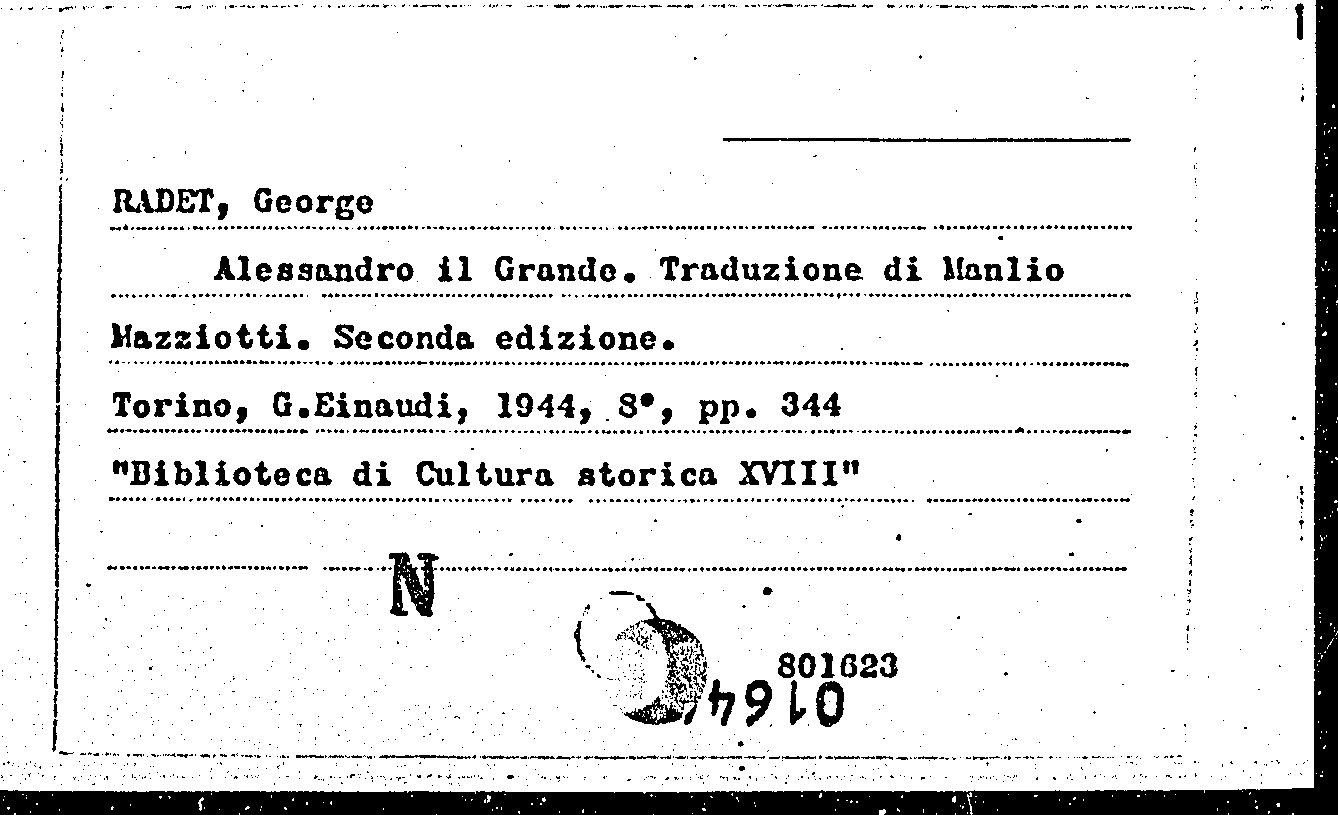 RADET, George
Alessandro il Grande. Traduzione di Manlio
Mazziotti. Seconda edizione.
Torino, G.Einaudi, 1944, 8°, pp. 344
"Biblioteca di Cultura storica XVIII"
N
801623